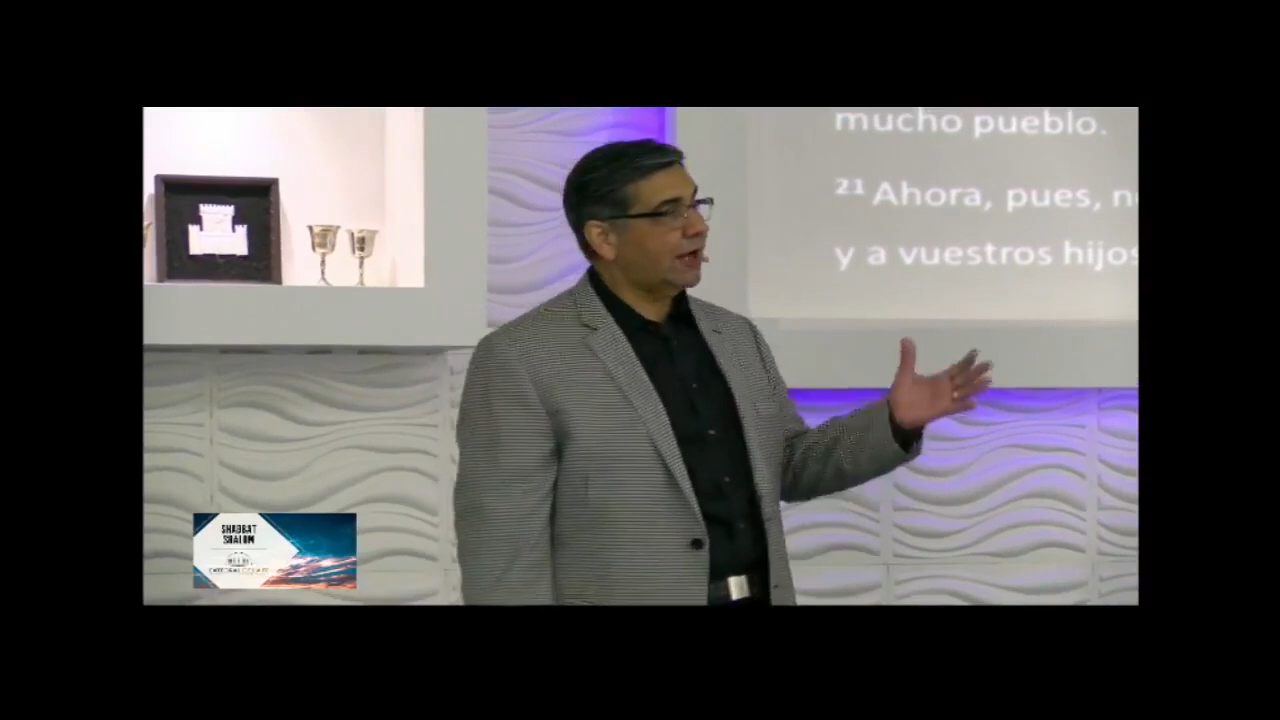 mucho pueblo.
21 Ahora, pues,
y a vuestros hijos
SHABBAT
SHALOM